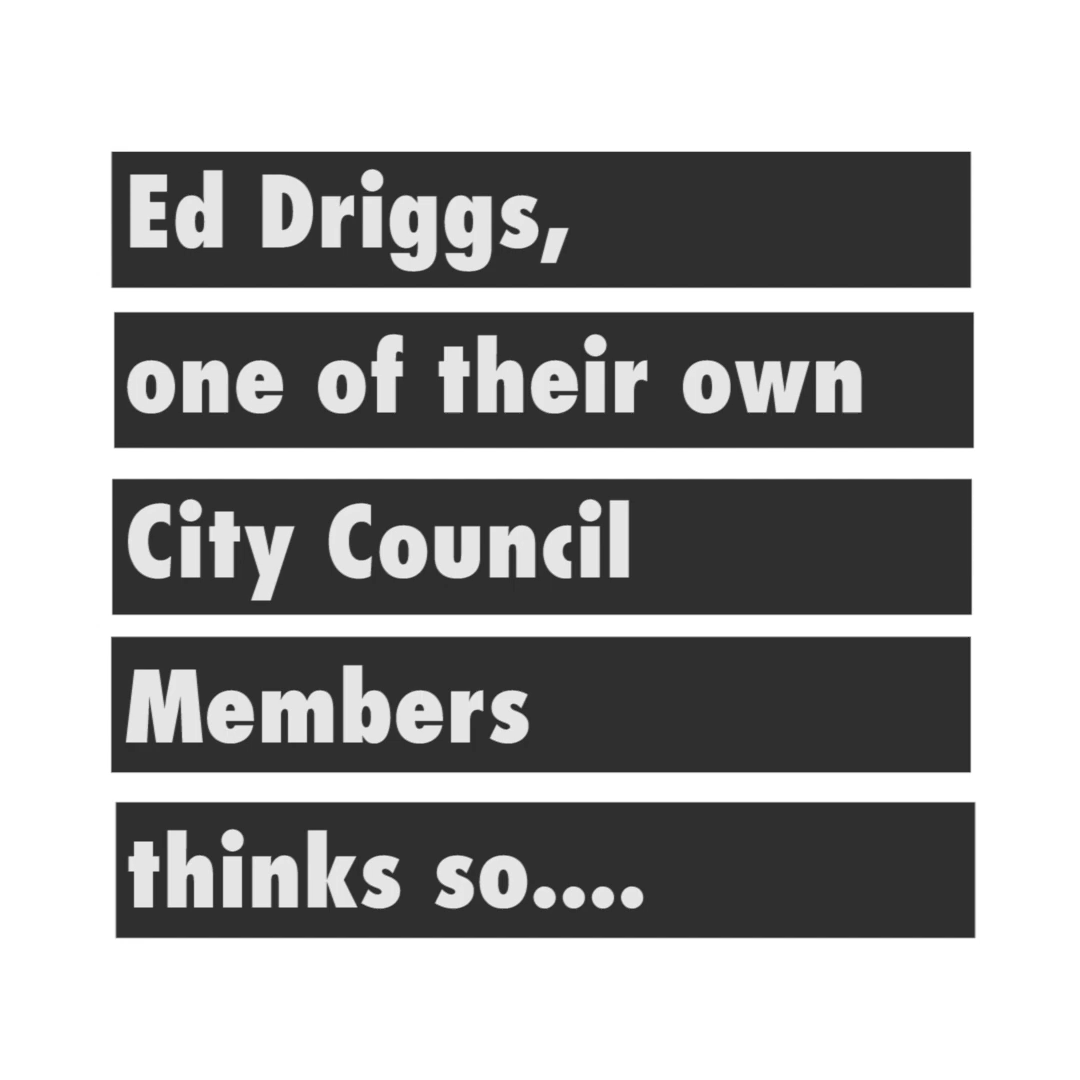 Ed Driggs,
one of their own
City Council
Members
thinks so....